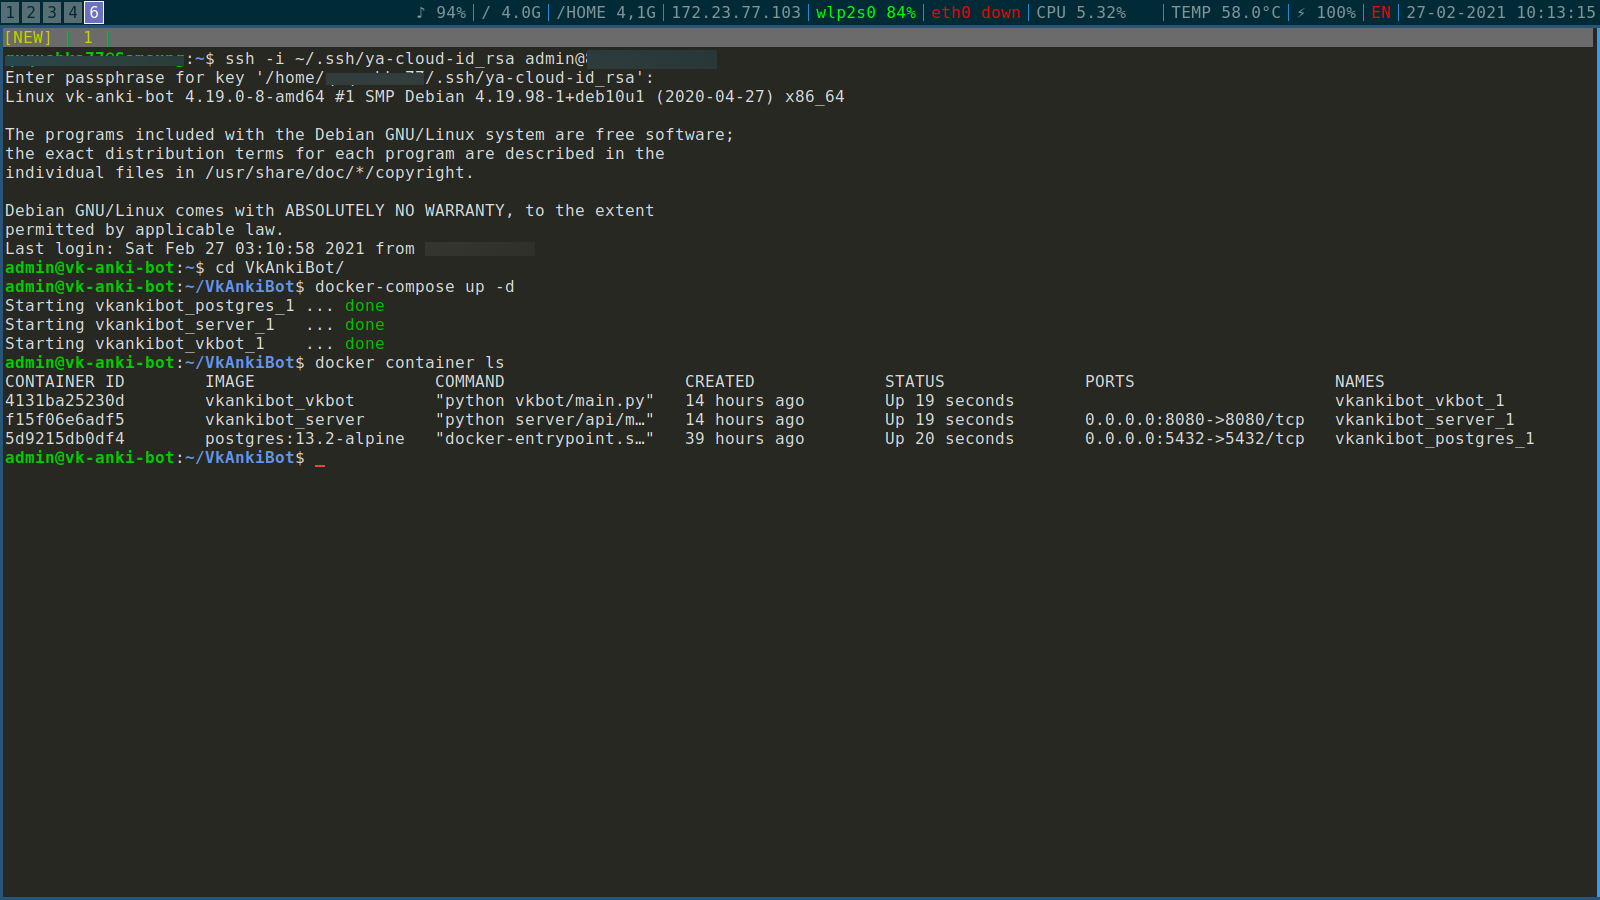 1 2 3 4 6 ♪ 94% | / 4.0G | /HOME 4,1G | 172.23.77.103 | wlp2s0 84% | eth0 down | CPU 5.32% | TEMP 58.0°C | ⚡ 100% | EN | 27-02-2021 10:13:15
[NEW] | 1 |
:~$ ssh -i ~/.ssh/ya-cloud-id_rsa admin@
Enter passphrase for key '/home/ /.ssh/ya-cloud-id_rsa':
Linux vk-anki-bot 4.19.0-8-amd64 #1 SMP Debian 4.19.98-1+deb10u1 (2020-04-27) x86_64
The programs included with the Debian GNU/Linux system are free software;
the exact distribution terms for each program are described in the
individual files in /usr/share/doc/*/copyright.
Debian GNU/Linux comes with ABSOLUTELY NO WARRANTY, to the extent
permitted by applicable law.
Last login: Sat Feb 27 03:10:58 2021 from
admin@vk-anki-bot:~$ cd VkAnkiBot/
admin@vk-anki-bot:~/VkAnkiBot$ docker-compose up -d
Starting vkankibot_postgres_1 ... done
Starting vkankibot_server_1   ... done
Starting vkankibot_vkbot_1    ... done
admin@vk-anki-bot:~/VkAnkiBot$ docker container ls
CONTAINER ID        IMAGE                  COMMAND                  CREATED             STATUS              PORTS                    NAMES
4131ba25230d        vkankibot_vkbot        "python vkbot/main.py"   14 hours ago        Up 19 seconds                                vkankibot_vkbot_1
f15f06e6adf5        vkankibot_server       "python server/api/m…"   14 hours ago        Up 19 seconds       0.0.0.0:8080->8080/tcp   vkankibot_server_1
5d9215db0df4        postgres:13.2-alpine   "docker-entrypoint.s…"   39 hours ago        Up 20 seconds       0.0.0.0:5432->5432/tcp   vkankibot_postgres_1
admin@vk-anki-bot:~/VkAnkiBot$ _